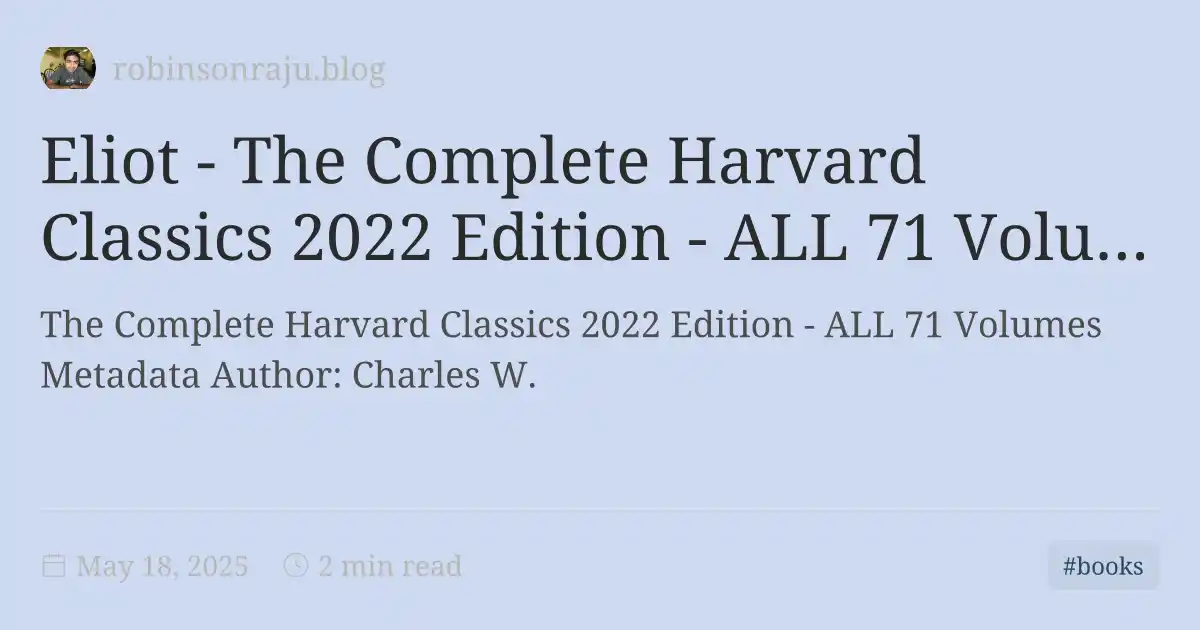 robinsonraju.blog
Eliot - The Complete Harvard
Classics 2022 Edition - ALL 71 Volu...
The Complete Harvard Classics 2022 Edition - ALL 71 Volumes
Metadata Author: Charles W.
May 18, 2025
2 min read
#books